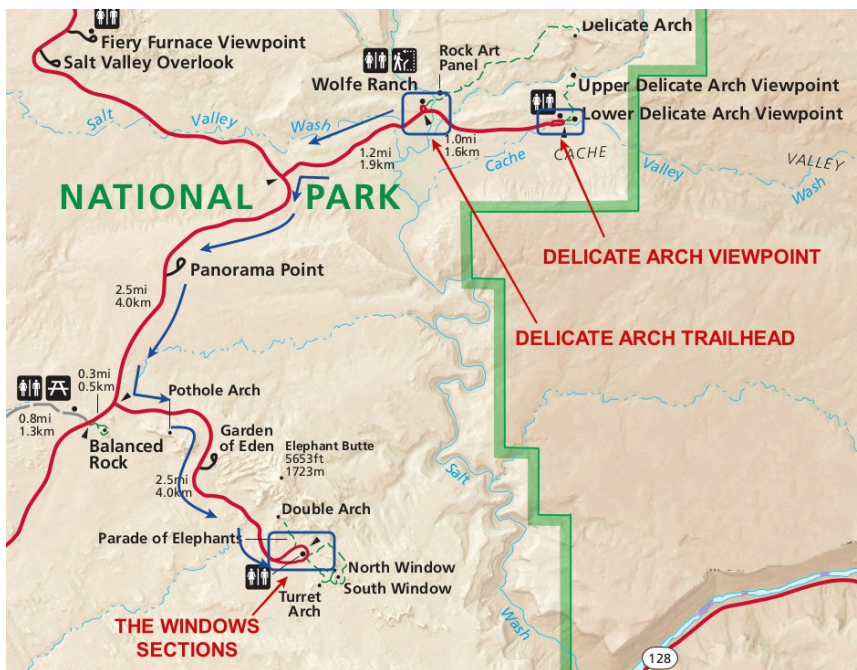 Delicate Arch
Fiery Furnace Viewpoint
Salt Valley Overlook
Rock Art
Panel
Wolfe Ranch
Upper Delicate Arch Viewpoint
Lower Delicate Arch Viewpoint
Salt
Valley
Wash
1.2mi
1.9km
1.0mi
1.6km
Cache
CACHE
Valley
VALLEY
Wash
NATIONAL PARK
DELICATE ARCH VIEWPOINT
Panorama Point
2.5mi
4.0km
DELICATE ARCH TRAILHEAD
0.3mi
0.5km
Pothole Arch
0.8mi
1.3km
Balanced
Rock
Garden
of Eden
Elephant Butte
5653ft
1723m
Salt
2.5mi
4.0km
Double Arch
Parade of Elephants
North Window
South Window
Turret
Arch
Wash
THE WINDOWS
SECTIONS
128